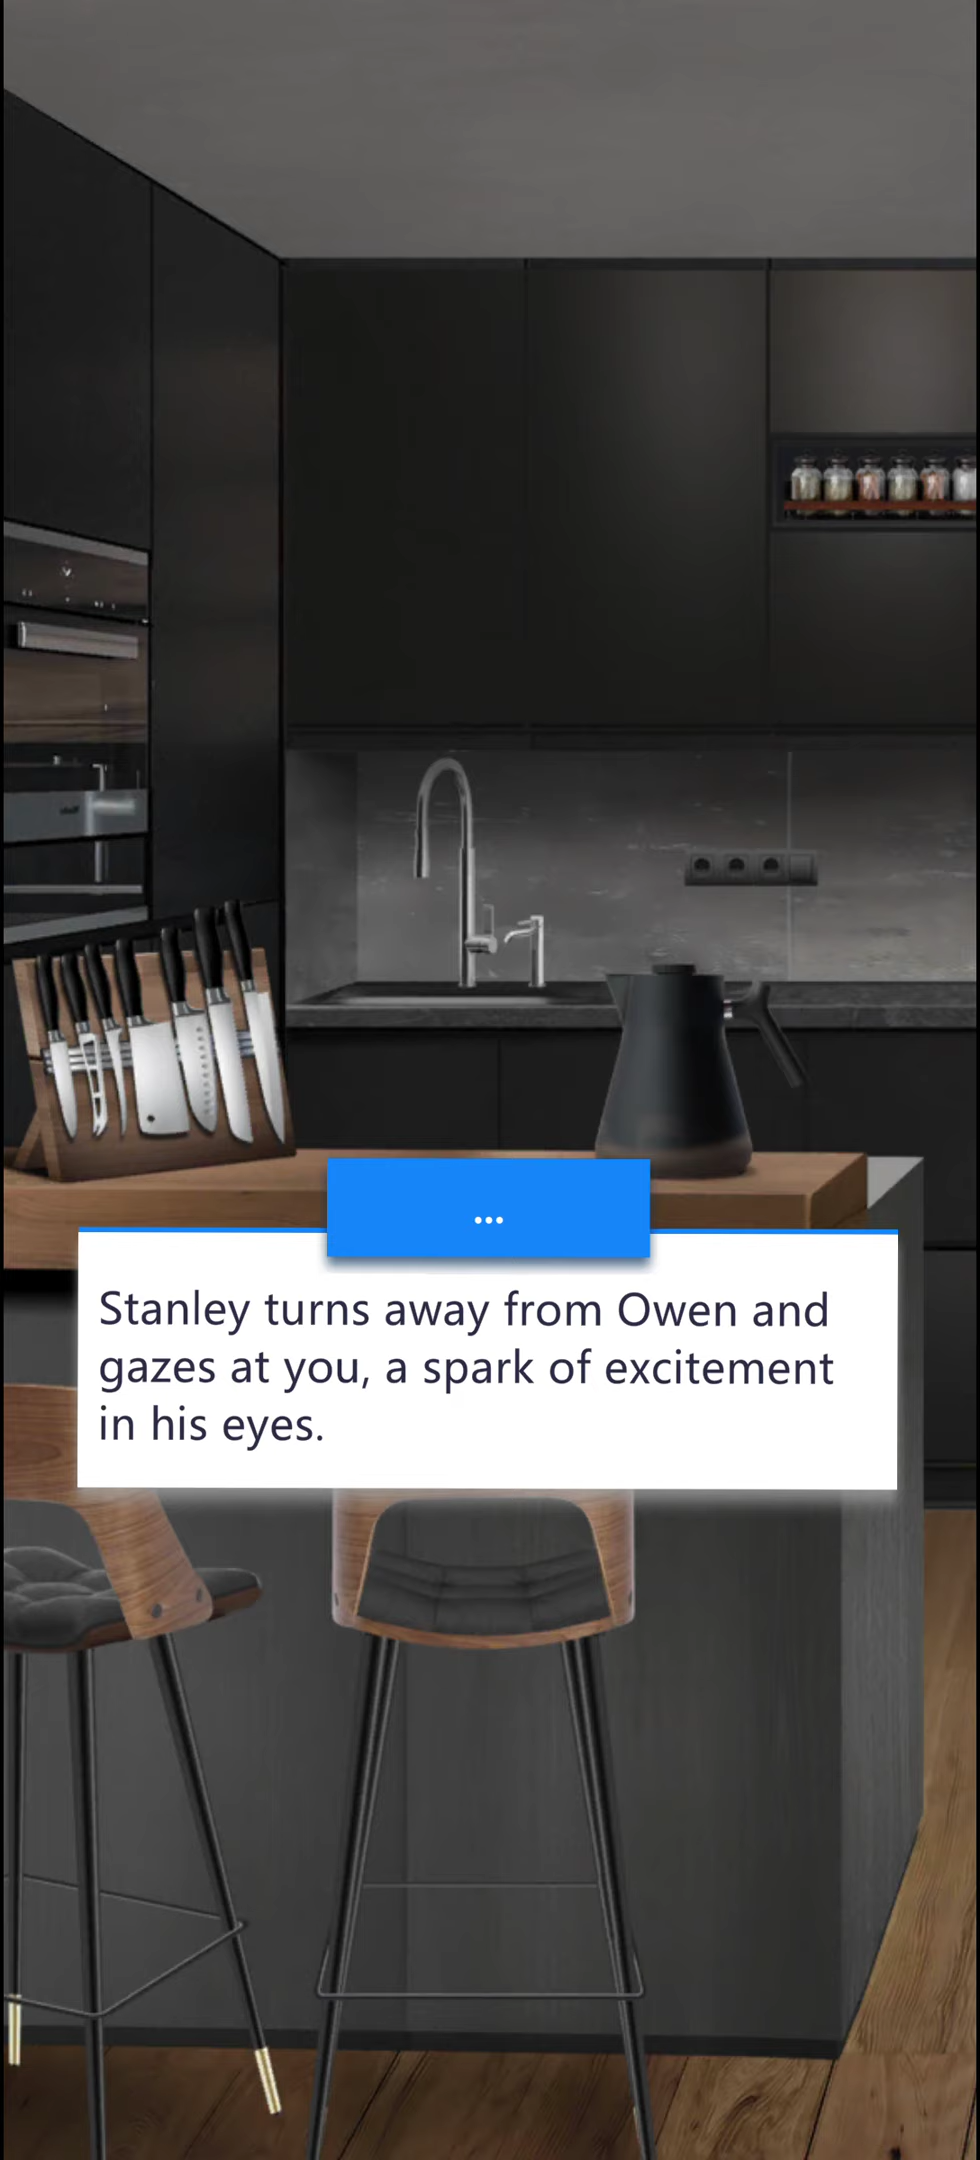 ...
Stanley turns away from Owen and
gazes at you, a spark of excitement
in his eyes.